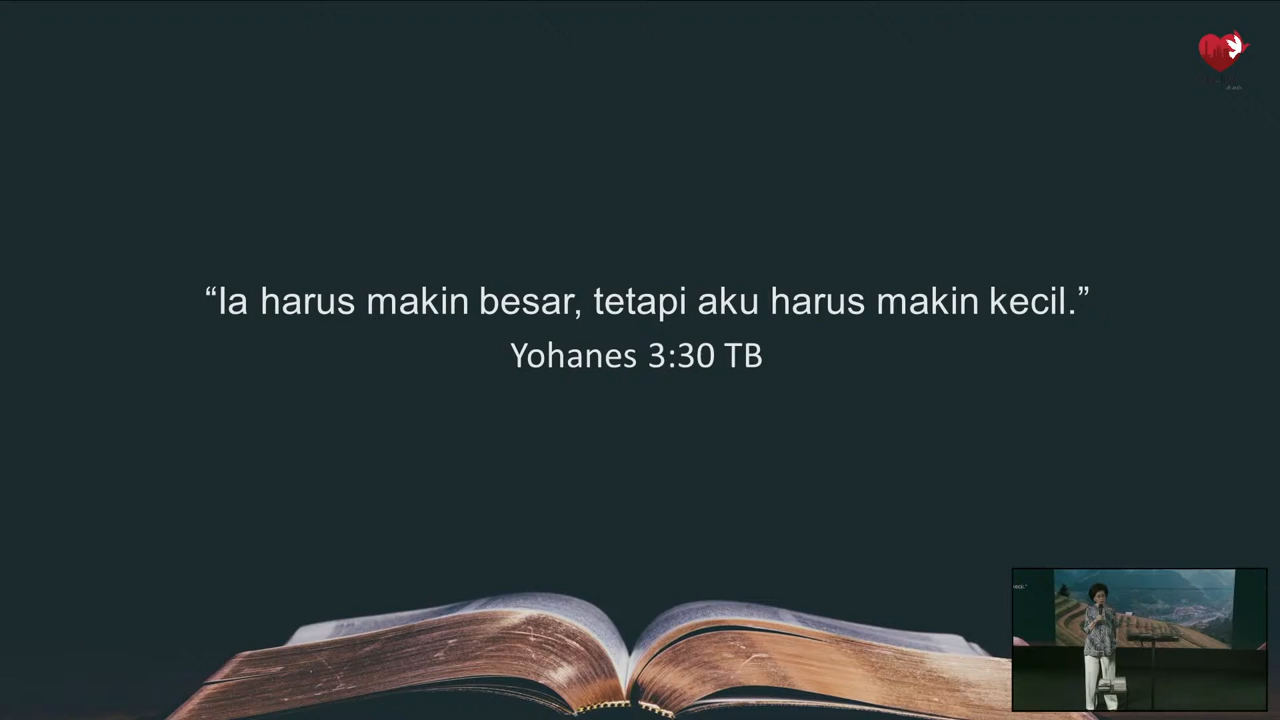 “Ia harus makin besar, tetapi aku harus makin kecil.”
Yohanes 3:30 TB